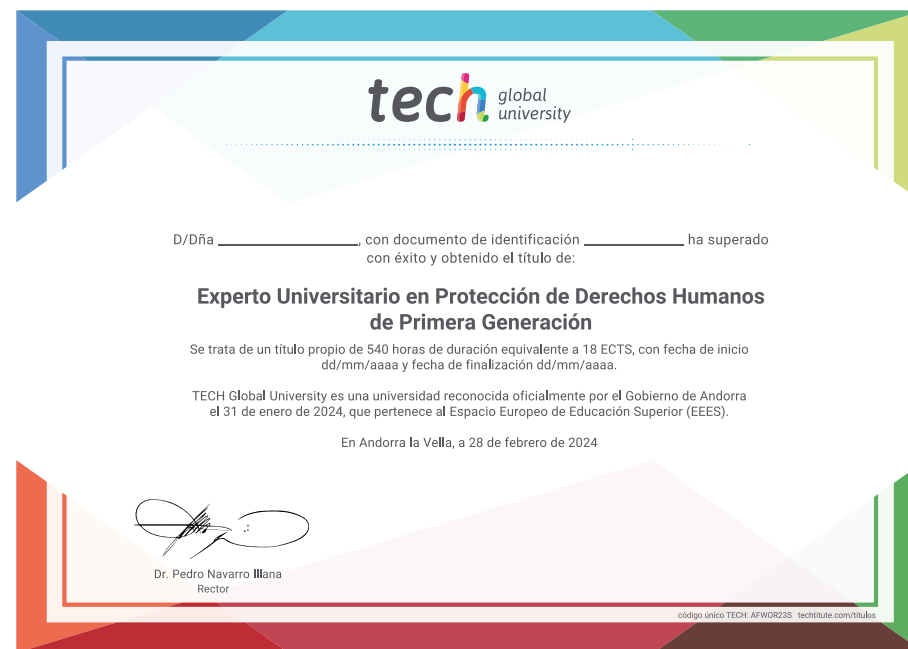 tech global university
D/Dña , con documento de identificación ha superado
con éxito y obtenido el título de:
Experto Universitario en Protección de Derechos Humanos
de Primera Generación
Se trata de un título propio de 540 horas de duración equivalente a 18 ECTS, con fecha de inicio
dd/mm/aaaa y fecha de finalización dd/mm/aaaa.
TECH Global University es una universidad reconocida oficialmente por el Gobierno de Andorra
el 31 de enero de 2024, que pertenece al Espacio Europeo de Educación Superior (EEES).
En Andorra la Vella, a 28 de febrero de 2024
Dr. Pedro Navarro Illana
Rector
código único TECH: AFWOR23S techtitute.com/titulos